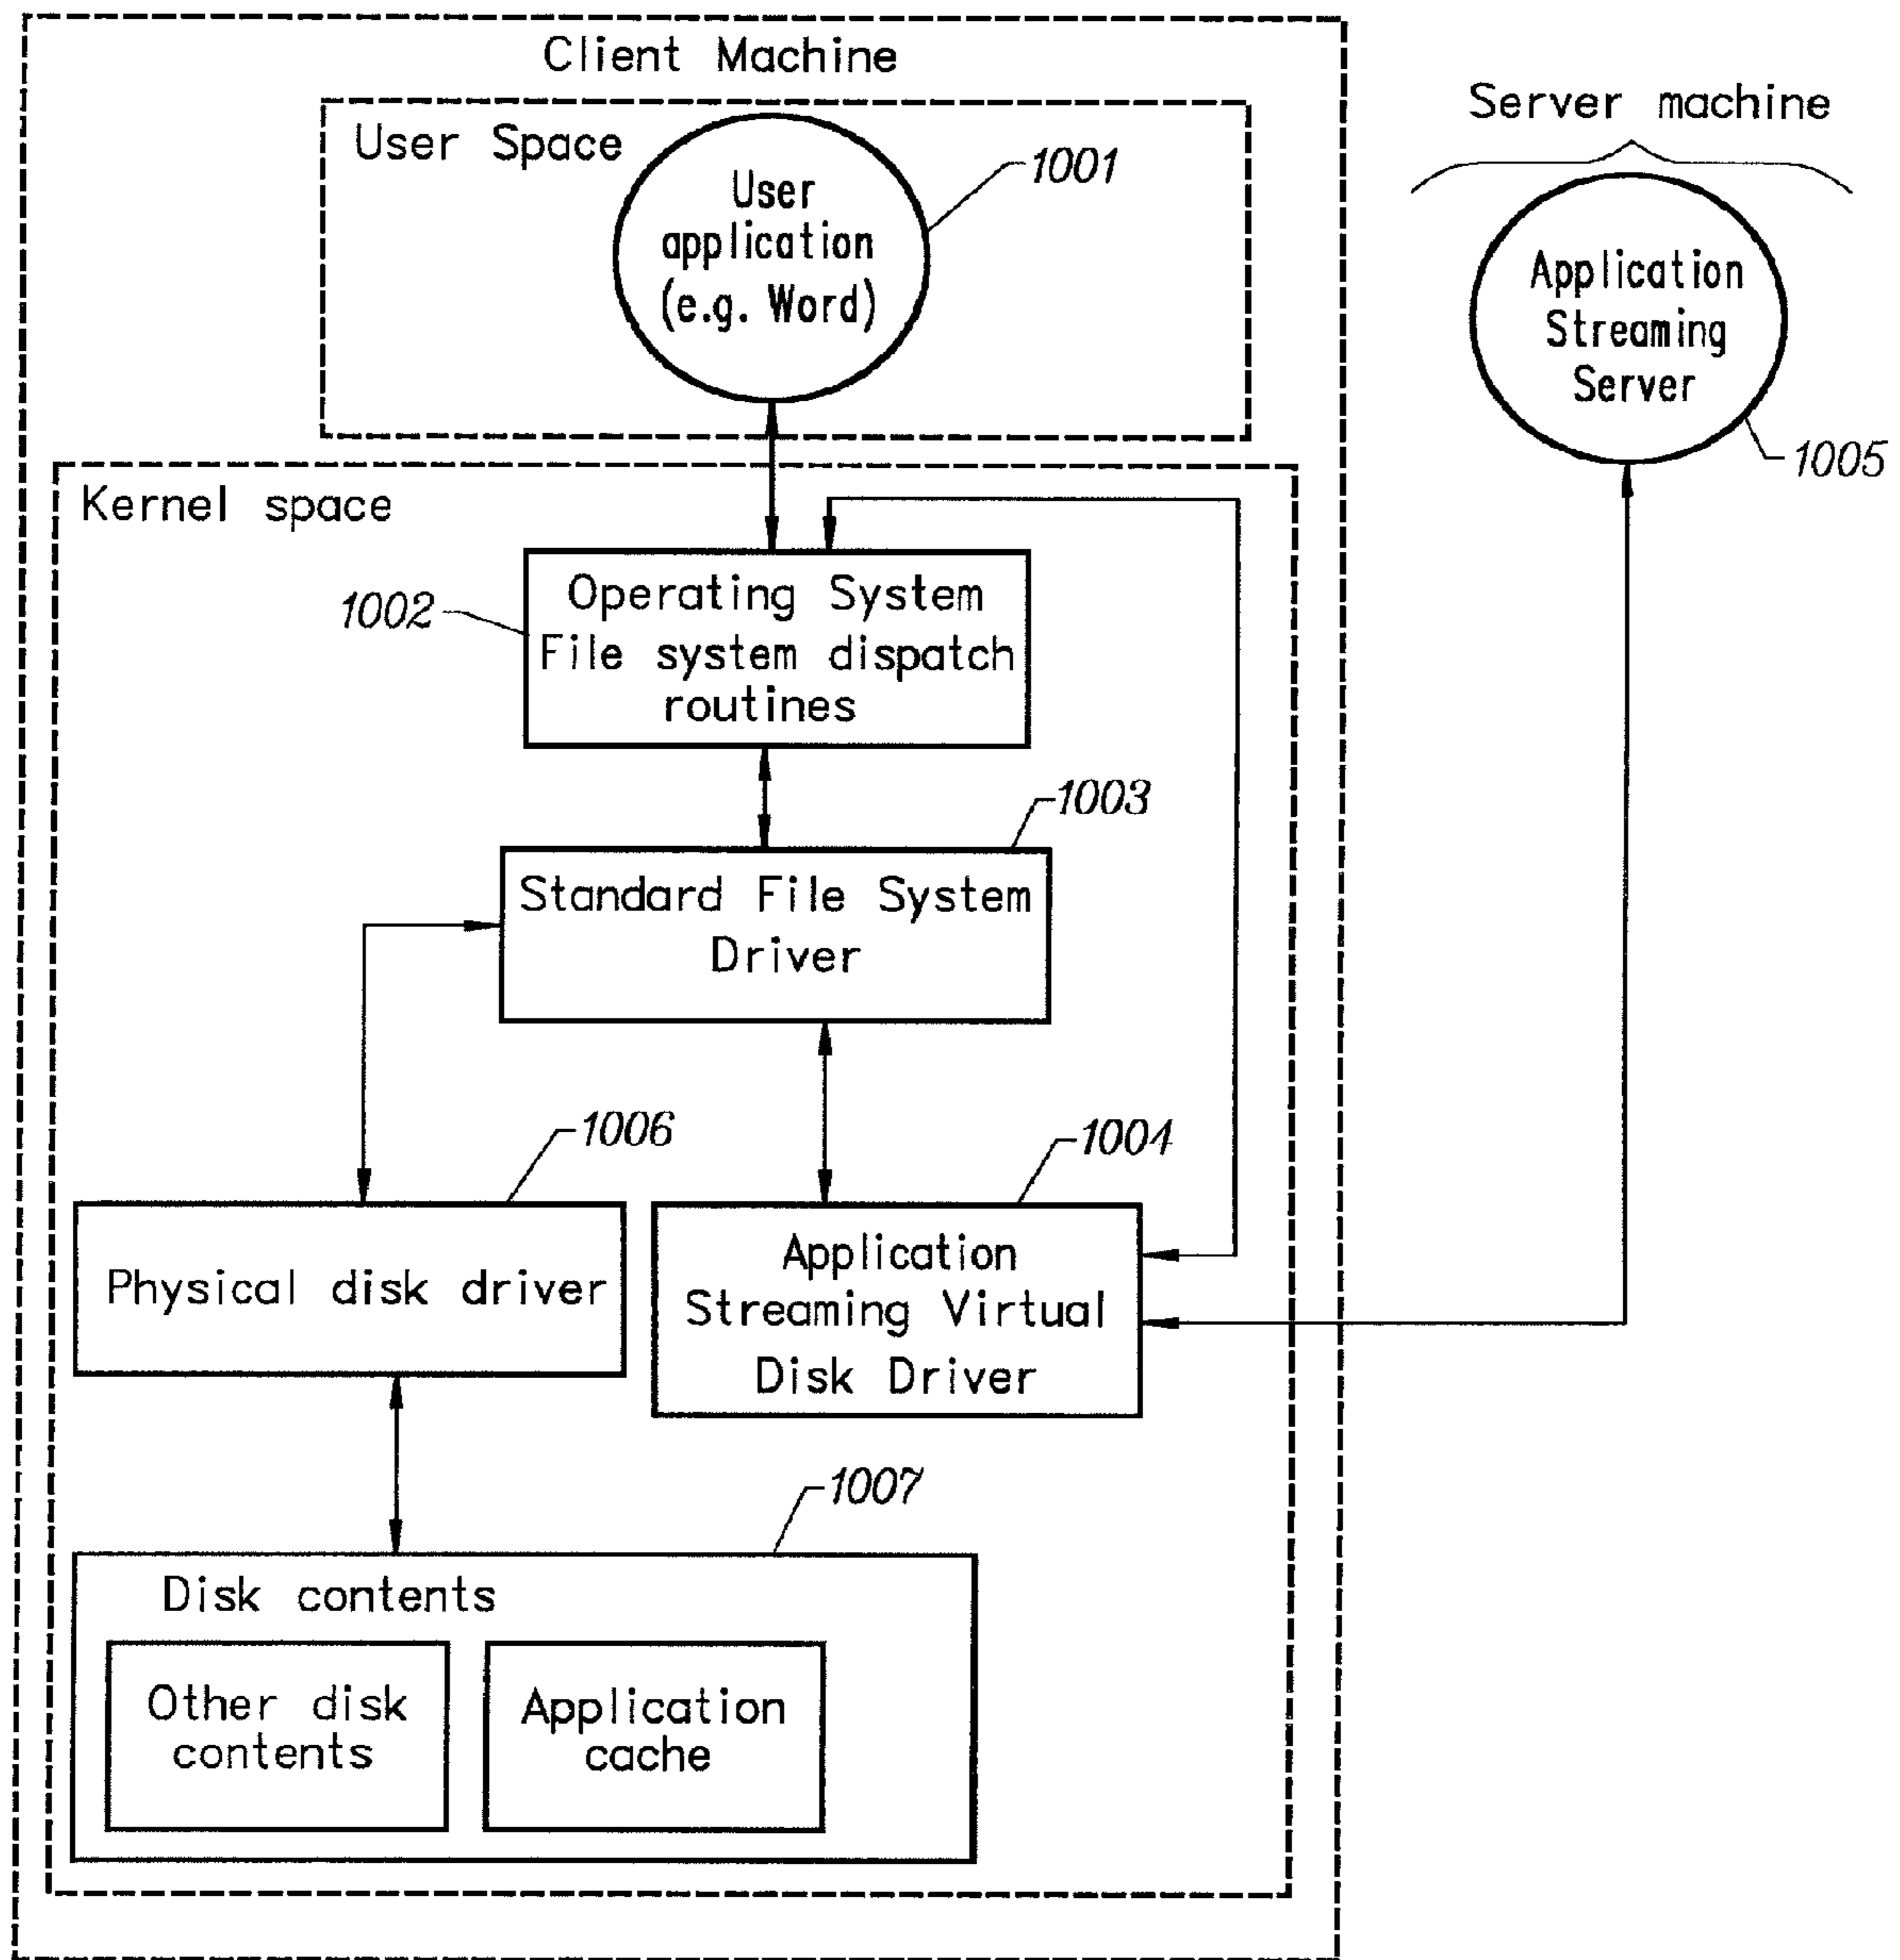 Client Machine
Server machine
User Space
1001
User
application
(e.g. Word)
Application
Streaming
Server
1005
Kernel space
1002
Operating System
File system dispatch
routines
1003
Standard File System
Driver
1006
1004
Physical disk driver
Application
Streaming Virtual
Disk Driver
1007
Disk contents
Other disk
contents
Application
cache